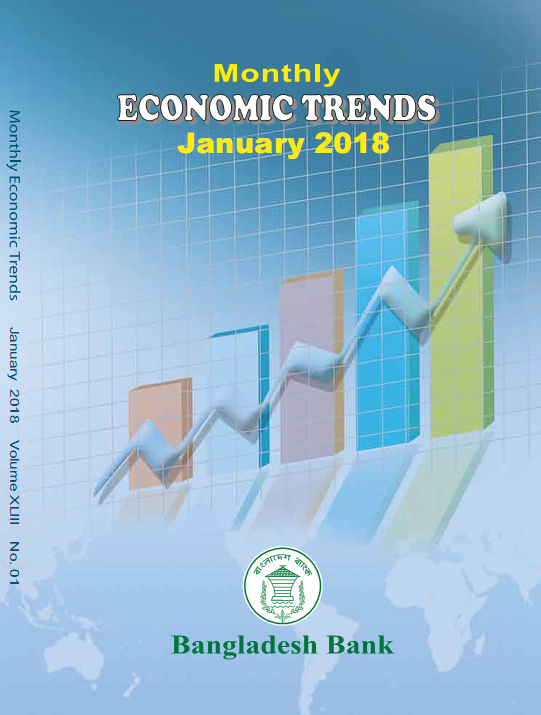 Monthly
ECONOMIC TRENDS
January 2018
Monthly Economic Trends January 2018 Volume XLIII No. 01
বাংলাদেশ ব্যাংক
Bangladesh Bank